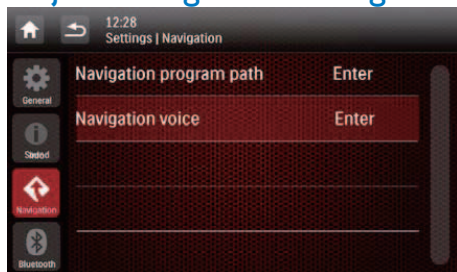 12:28
Settings | Navigation
Navigation program path Enter
General
Navigation voice Enter
Navigation
Bluetooth